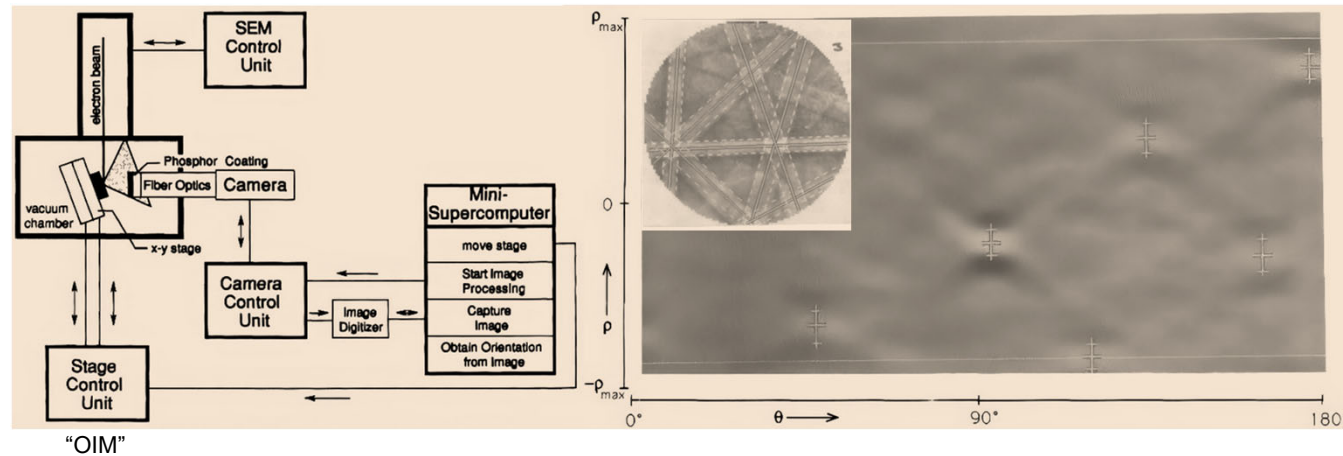 SEM
Control
Unit
electron beam
Phosphor Coating
Fiber Optics
Camera
vacuum
chamber
x-y stage
Mini-
Supercomputer
move stage
Start Image
Processing
Capture
Image
Obtain Orientation
from Image
Camera
Control
Unit
Image
Digitizer
Stage
Control
Unit
"OIM"
ρmax
0
ρ
-ρmax
3
0°
θ
90°
180